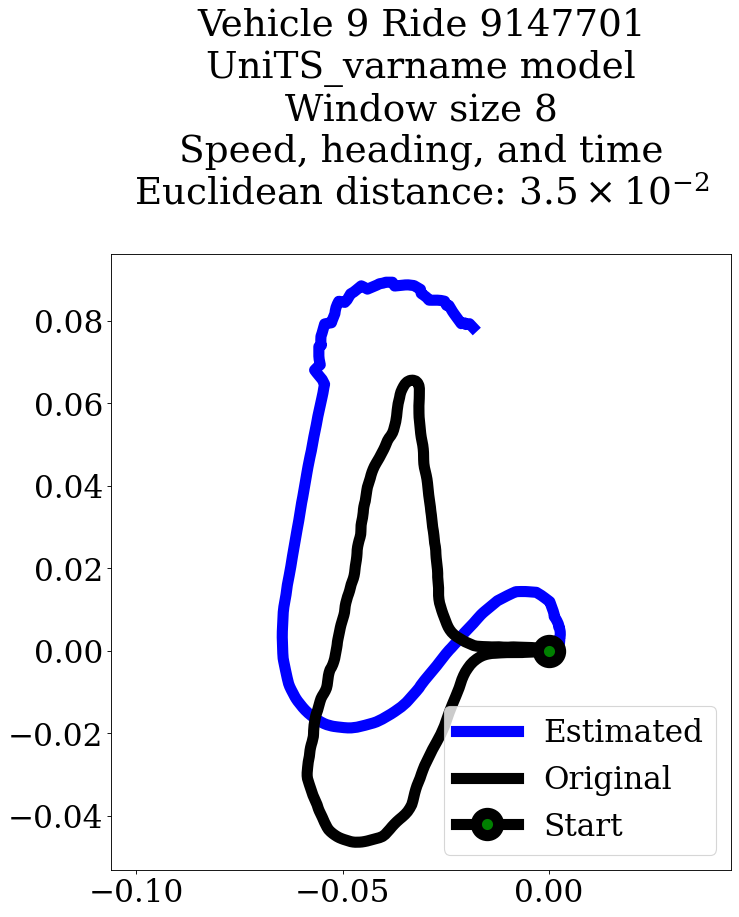 Vehicle 9 Ride 9147701
UniTS_varname model
Window size 8
Speed, heading, and time
Euclidean distance: 3.5 × 10⁻²
0.08
0.06
0.04
0.02
0.00
−0.02
−0.04
Estimated
Original
Start
−0.10
−0.05
0.00